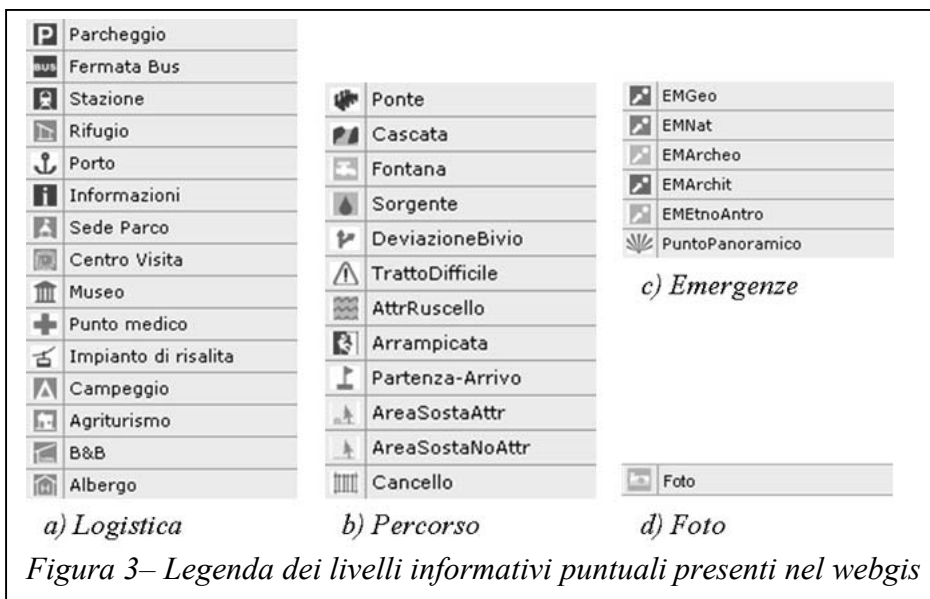 P Parcheggio
BUS Fermata Bus
Stazione
Rifugio
Porto
i Informazioni
Sede Parco
Centro Visita
Museo
Punto medico
Impianto di risalita
Campeggio
Agriturismo
B&B
Albergo
a) Logistica
Ponte
Cascata
Fontana
Sorgente
DeviazioneBivio
TrattoDifficile
AttrRuscello
Arrampicata
Partenza-Arrivo
AreaSostaAttr
AreaSostaNoAttr
Cancello
b) Percorso
EMGeo
EMNat
EMArcheo
EMArchit
EMEtnoAntro
PuntoPanoramico
c) Emergenze
Foto
d) Foto
Figura 3– Legenda dei livelli informativi puntuali presenti nel webgis